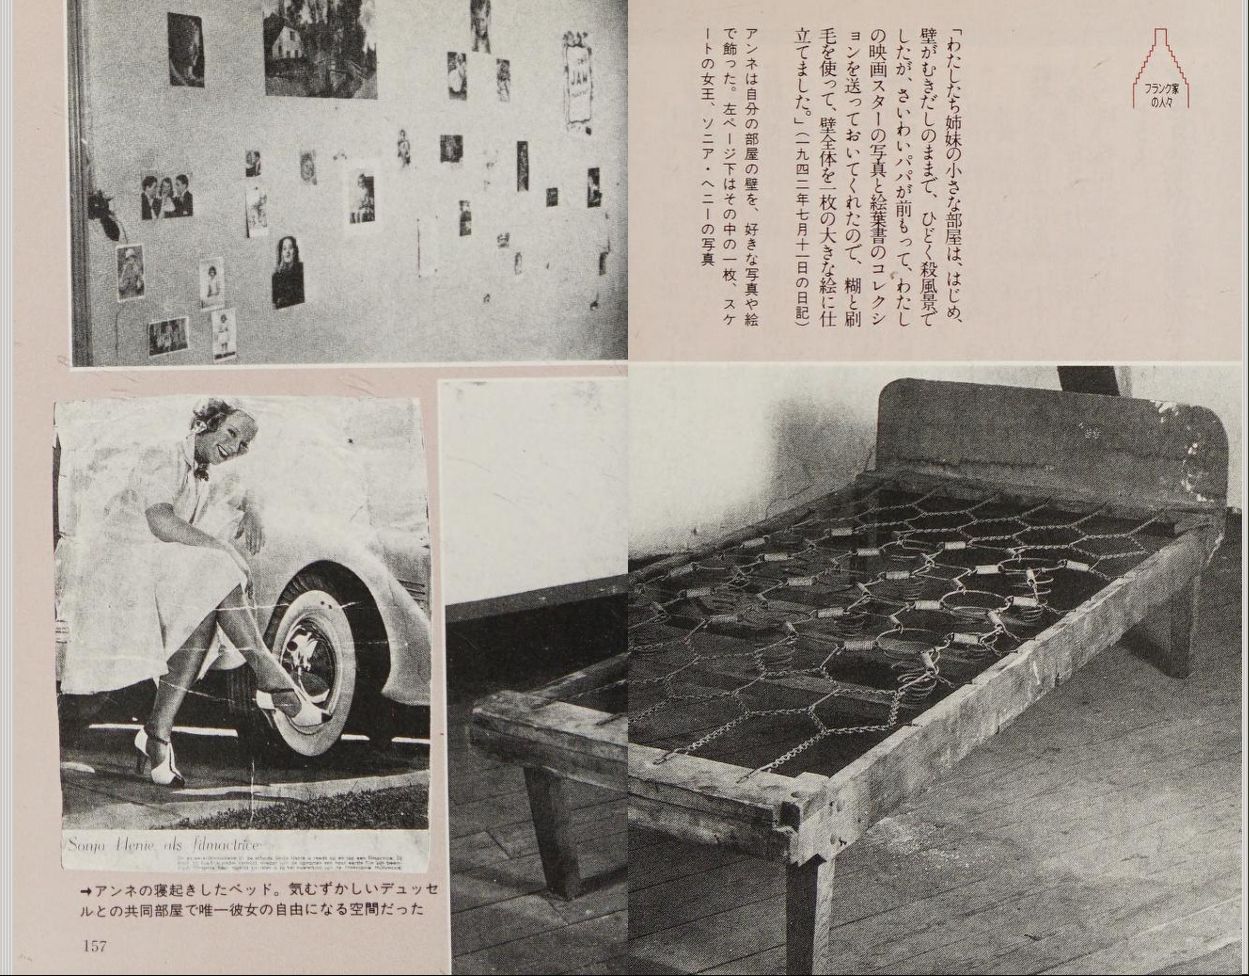 フランク家
の人々
「わたしたち姉妹の小さな部屋は、はじめ、
壁がむきだしのままで、ひどく殺風景で
したが、さいわいパパが前もって、わたし
の映画スターの写真と絵葉書のコレクシ
ョンを送っておいてくれたので、糊と刷
毛を使って、壁全体を一枚の大きな絵に仕
立てました。」(一九四二年七月十一日の日記)
アンネは自分の部屋の壁を、好きな写真や絵
で飾った。左ページ下はその中の一枚、スケ
ートの女王、ソニア・ヘニーの写真
JAM
Sonja Henie als filmactrice
➞アンネの寝起きしたベッド。気むずかしいデュッセ
ルとの共同部屋で唯一彼女の自由になる空間だった
157